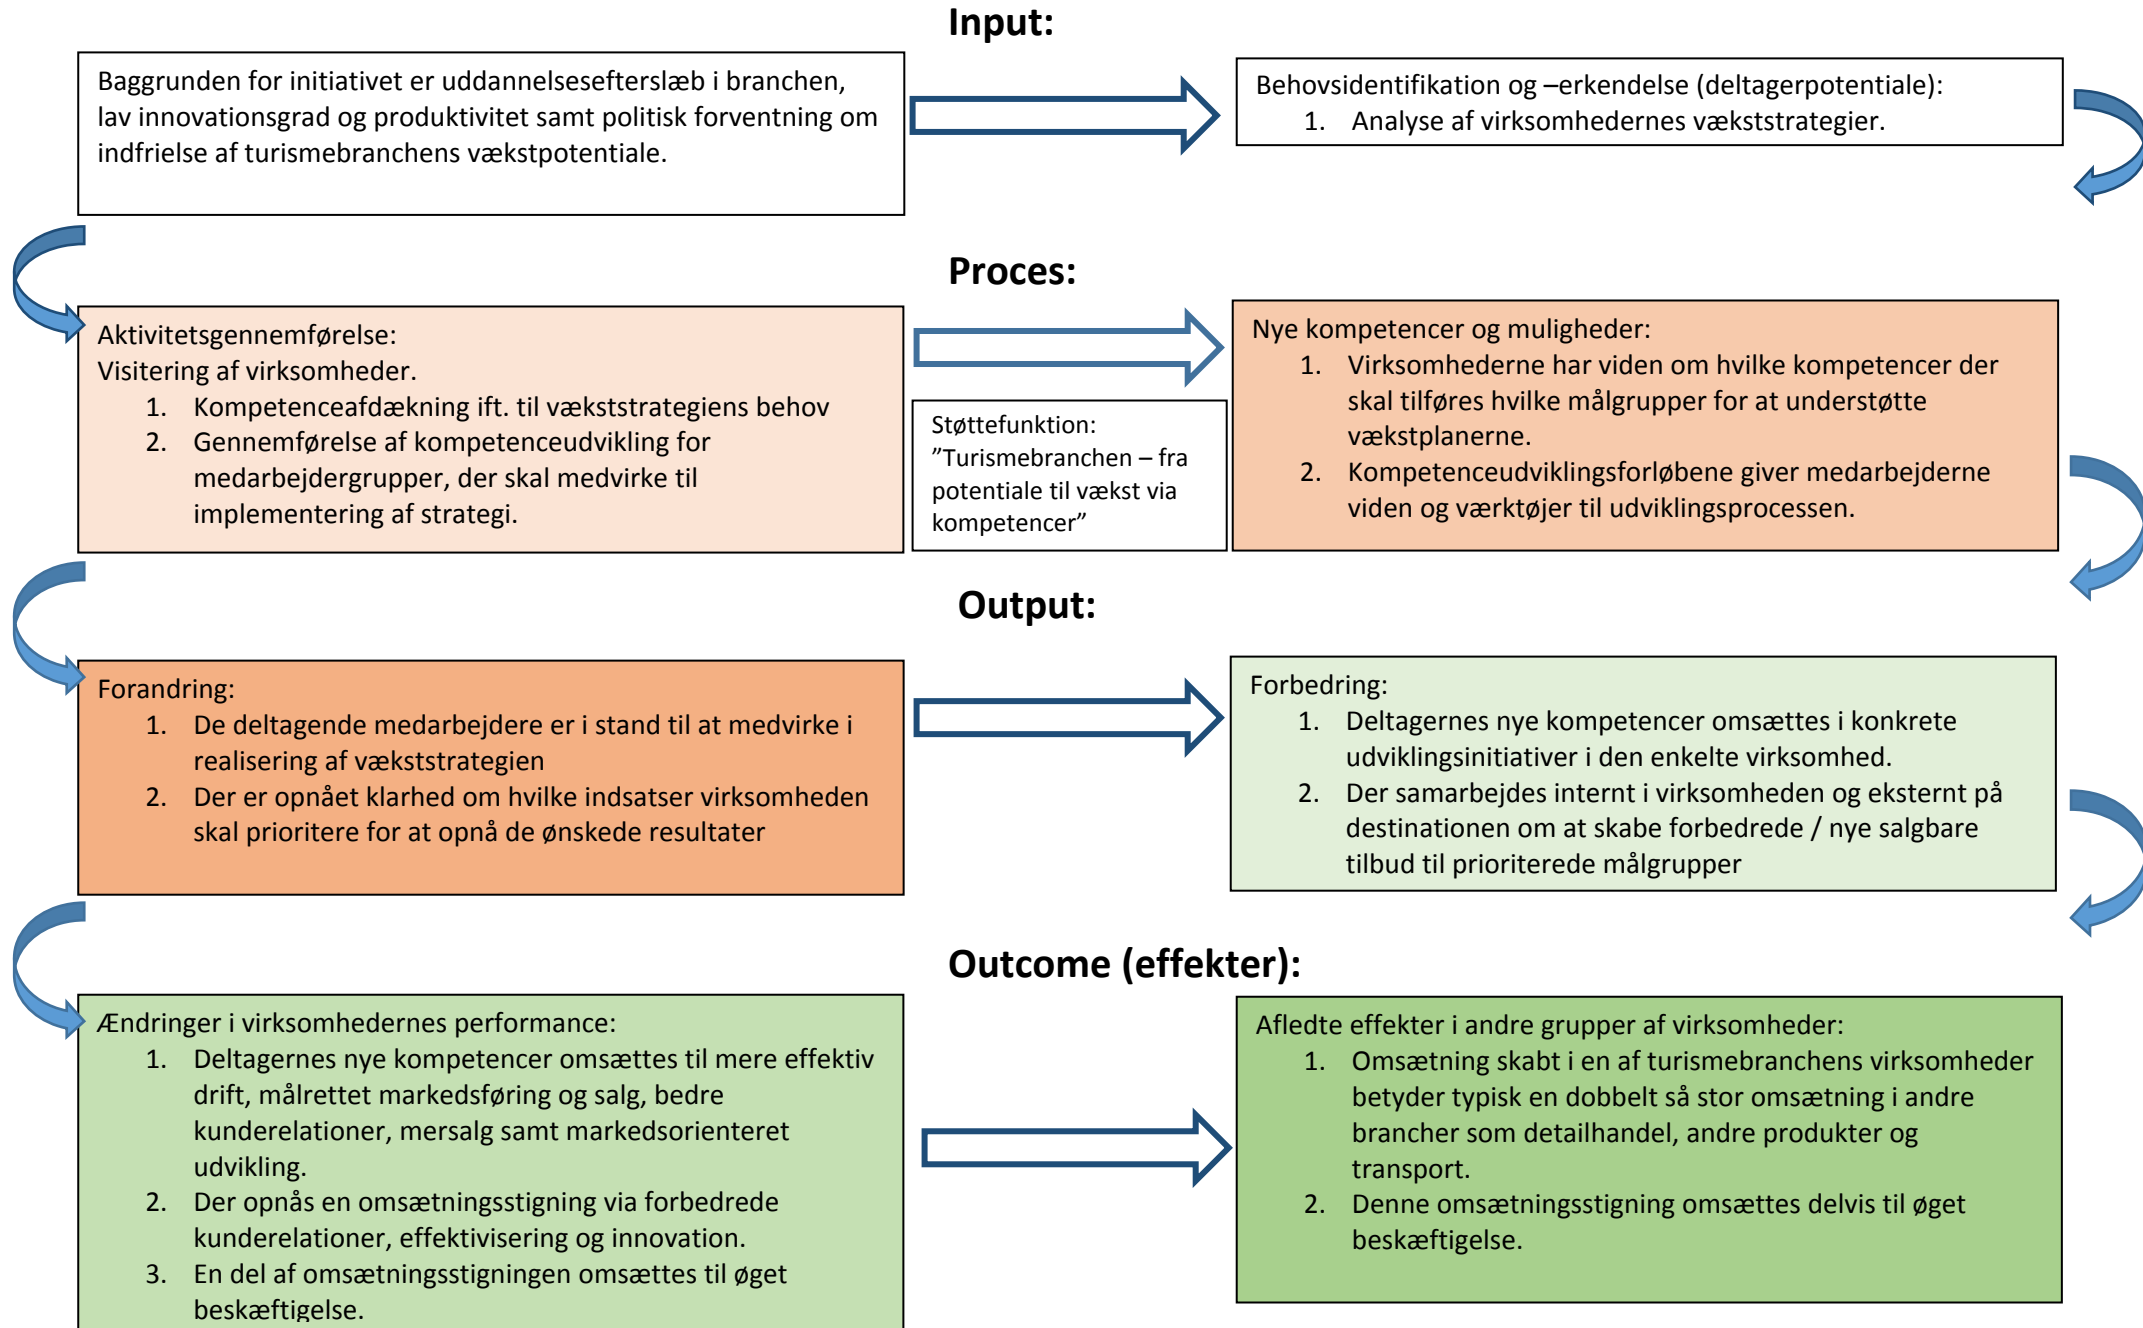 Input:
Baggrunden for initiativet er uddannelsesefterslæb i branchen,
lav innovationsgrad og produktivitet samt politisk forventning om
indfrielse af turismebranchens vækstpotentiale.
Behovsidentifikation og –erkendelse (deltagerpotentiale):
1. Analyse af virksomhedernes vækststrategier.
Proces:
Aktivitetsgennemførelse:
Visitering af virksomheder.
1. Kompetenceafdækning ift. til vækststrategiens behov
2. Gennemførelse af kompetenceudvikling for
medarbejdergrupper, der skal medvirke til
implementering af strategi.
Støttefunktion:
”Turismebranchen – fra
potentiale til vækst via
kompetencer”
Nye kompetencer og muligheder:
1. Virksomhederne har viden om hvilke kompetencer der
skal tilføres hvilke målgrupper for at understøtte
vækstplanerne.
2. Kompetenceudviklingsforløbene giver medarbejderne
viden og værktøjer til udviklingsprocessen.
Output:
Forandring:
1. De deltagende medarbejdere er i stand til at medvirke i
realisering af vækststrategien
2. Der er opnået klarhed om hvilke indsatser virksomheden
skal prioritere for at opnå de ønskede resultater
Forbedring:
1. Deltagernes nye kompetencer omsættes i konkrete
udviklingsinitiativer i den enkelte virksomhed.
2. Der samarbejdes internt i virksomheden og eksternt på
destinationen om at skabe forbedrede / nye salgbare
tilbud til prioriterede målgrupper
Outcome (effekter):
Ændringer i virksomhedernes performance:
1. Deltagernes nye kompetencer omsættes til mere effektiv
drift, målrettet markedsføring og salg, bedre
kunderelationer, mersalg samt markedsorienteret
udvikling.
2. Der opnås en omsætningsstigning via forbedrede
kunderelationer, effektivisering og innovation.
3. En del af omsætningsstigningen omsættes til øget
beskæftigelse.
Afledte effekter i andre grupper af virksomheder:
1. Omsætning skabt i en af turismebranchens virksomheder
betyder typisk en dobbelt så stor omsætning i andre
brancher som detailhandel, andre produkter og
transport.
2. Denne omsætningsstigning omsættes delvis til øget
beskæftigelse.